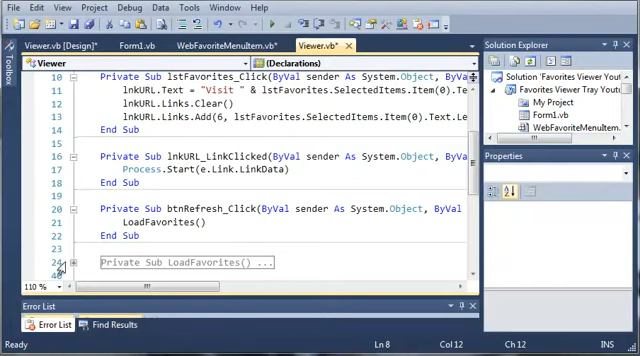 File Edit View Project Debug Data Tools Window Help
Viewer.vb [Design]* Form1.vb WebFavoriteMenuItem.vb* Viewer.vb*
Toolbox
Viewer (Declarations)
10 Private Sub lstFavorites_Click(ByVal sender As System.Object, ByVa
11 lnkURL.Text = "Visit " & lstFavorites.SelectedItems.Item(0).Te
12 lnkURL.Links.Clear()
13 lnkURL.Links.Add(6, lstFavorites.SelectedItems.Item(0).Text.Le
14 End Sub
15
16 Private Sub lnkURL_LinkClicked(ByVal sender As System.Object, ByVa
17 Process.Start(e.Link.LinkData)
18 End Sub
19
20 Private Sub btnRefresh_Click(ByVal sender As System.Object, ByVal
21 LoadFavorites()
22 End Sub
23
24 Private Sub LoadFavorites() ...
110 %
Solution Explorer
Solution 'Favorites Viewer Youtu
Favorites Viewer Tray Youtub
My Project
Form1.vb
WebFavoriteMenuItem.vb
Properties
Error List
Error List Find Results
Ready Ln 8 Col 12 Ch 12 INS